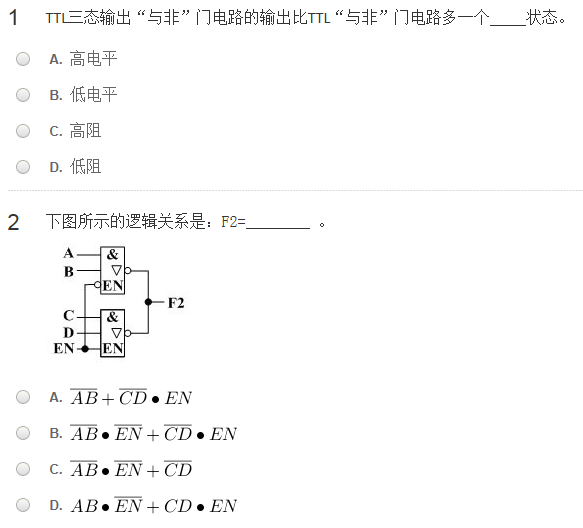 1 TTL三态输出“与非”门电路的输出比TTL“与非”门电路多一个____状态。
A. 高电平
B. 低电平
C. 高阻
D. 低阻
2 下图所示的逻辑关系是：F2=________ 。
A &
B ▽
EN
F2
C &
D ▽
EN EN
A. $\overline{AB}+\overline{CD}\bullet EN$
B. $\overline{AB}\bullet\overline{EN}+\overline{CD}\bullet EN$
C. $\overline{AB}\bullet\overline{EN}+\overline{CD}$
D. $AB\bullet\overline{EN}+CD\bullet EN$